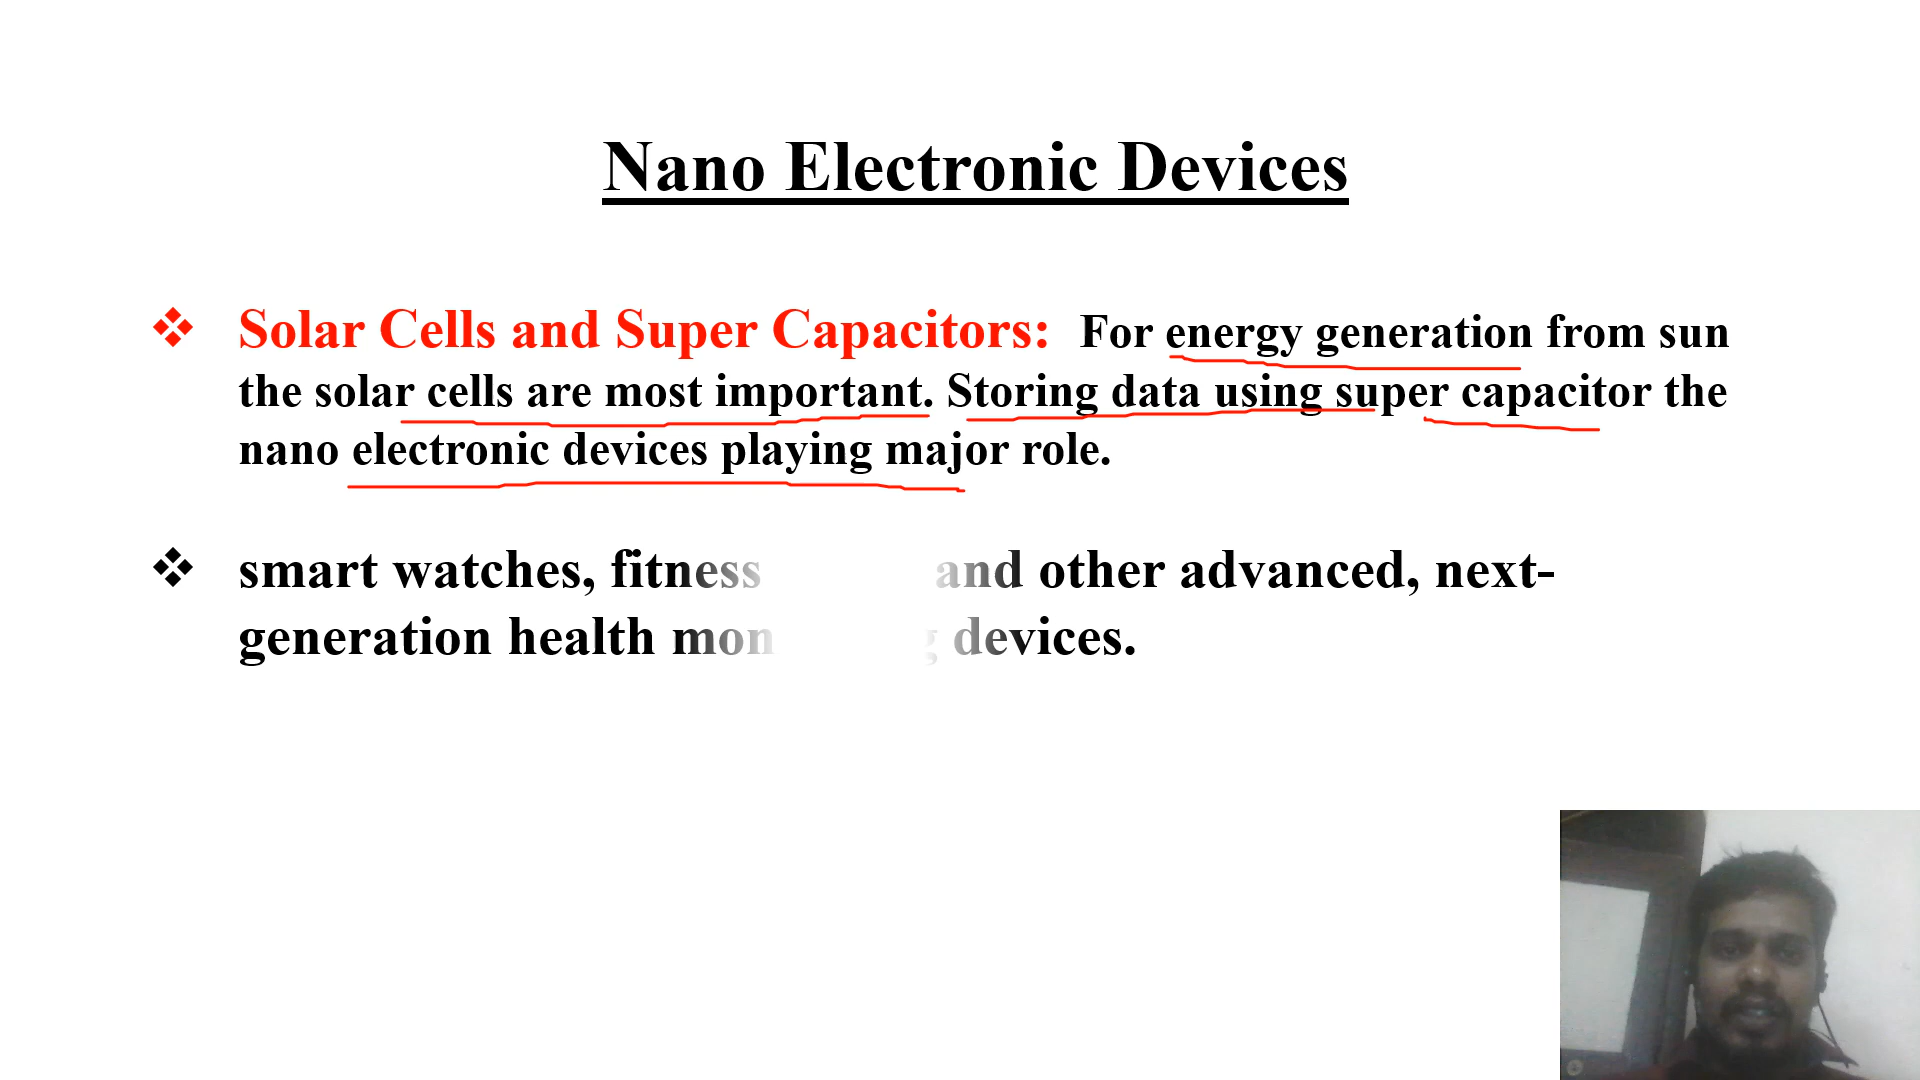 Nano Electronic Devices
❖ Solar Cells and Super Capacitors: For energy generation from sun
the solar cells are most important. Storing data using super capacitor the
nano electronic devices playing major role.
❖ smart watches, fitness and other advanced, next-
generation health devices.